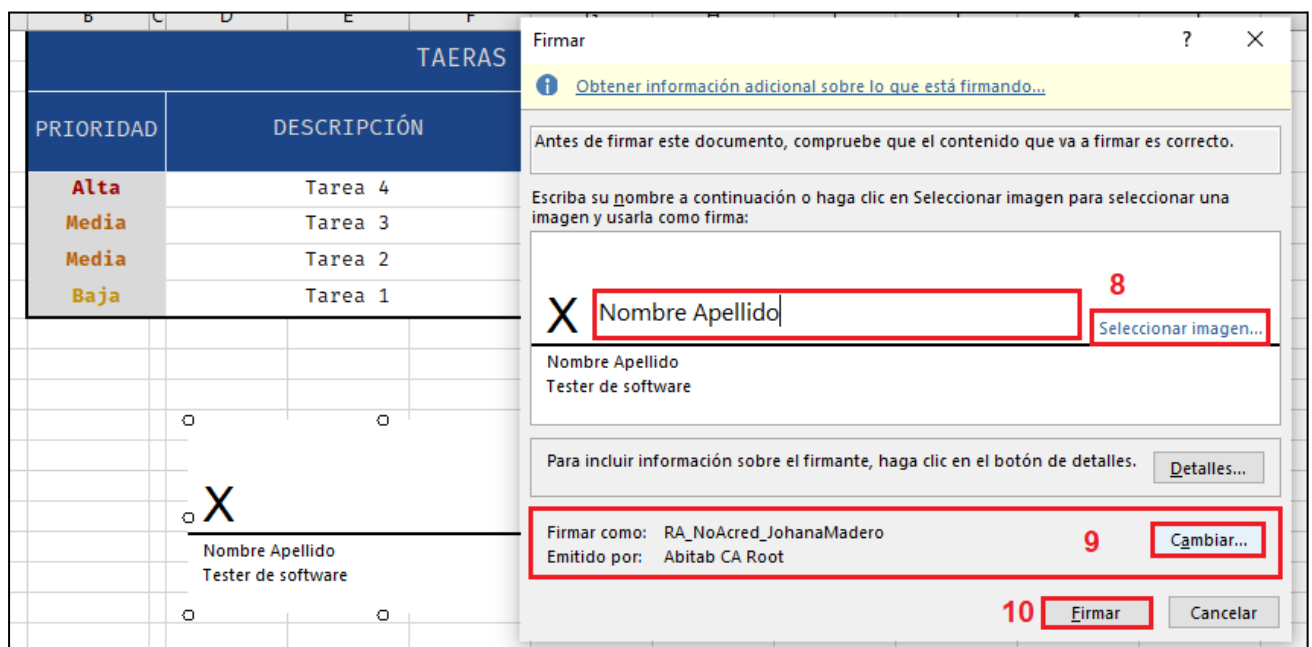 B C D E F
TAERAS
PRIORIDAD DESCRIPCIÓN
Alta Tarea 4
Media Tarea 3
Media Tarea 2
Baja Tarea 1
X
Nombre Apellido
Tester de software
Firmar ? X
Obtener información adicional sobre lo que está firmando...
Antes de firmar este documento, compruebe que el contenido que va a firmar es correcto.
Escriba su nombre a continuación o haga clic en Seleccionar imagen para seleccionar una
imagen y usarla como firma:
8
X Nombre Apellido
Seleccionar imagen...
Nombre Apellido
Tester de software
Para incluir información sobre el firmante, haga clic en el botón de detalles. Detalles...
Firmar como: RA_NoAcred_JohanaMadero
Emitido por: Abitab CA Root
9 Cambiar...
10 Firmar Cancelar